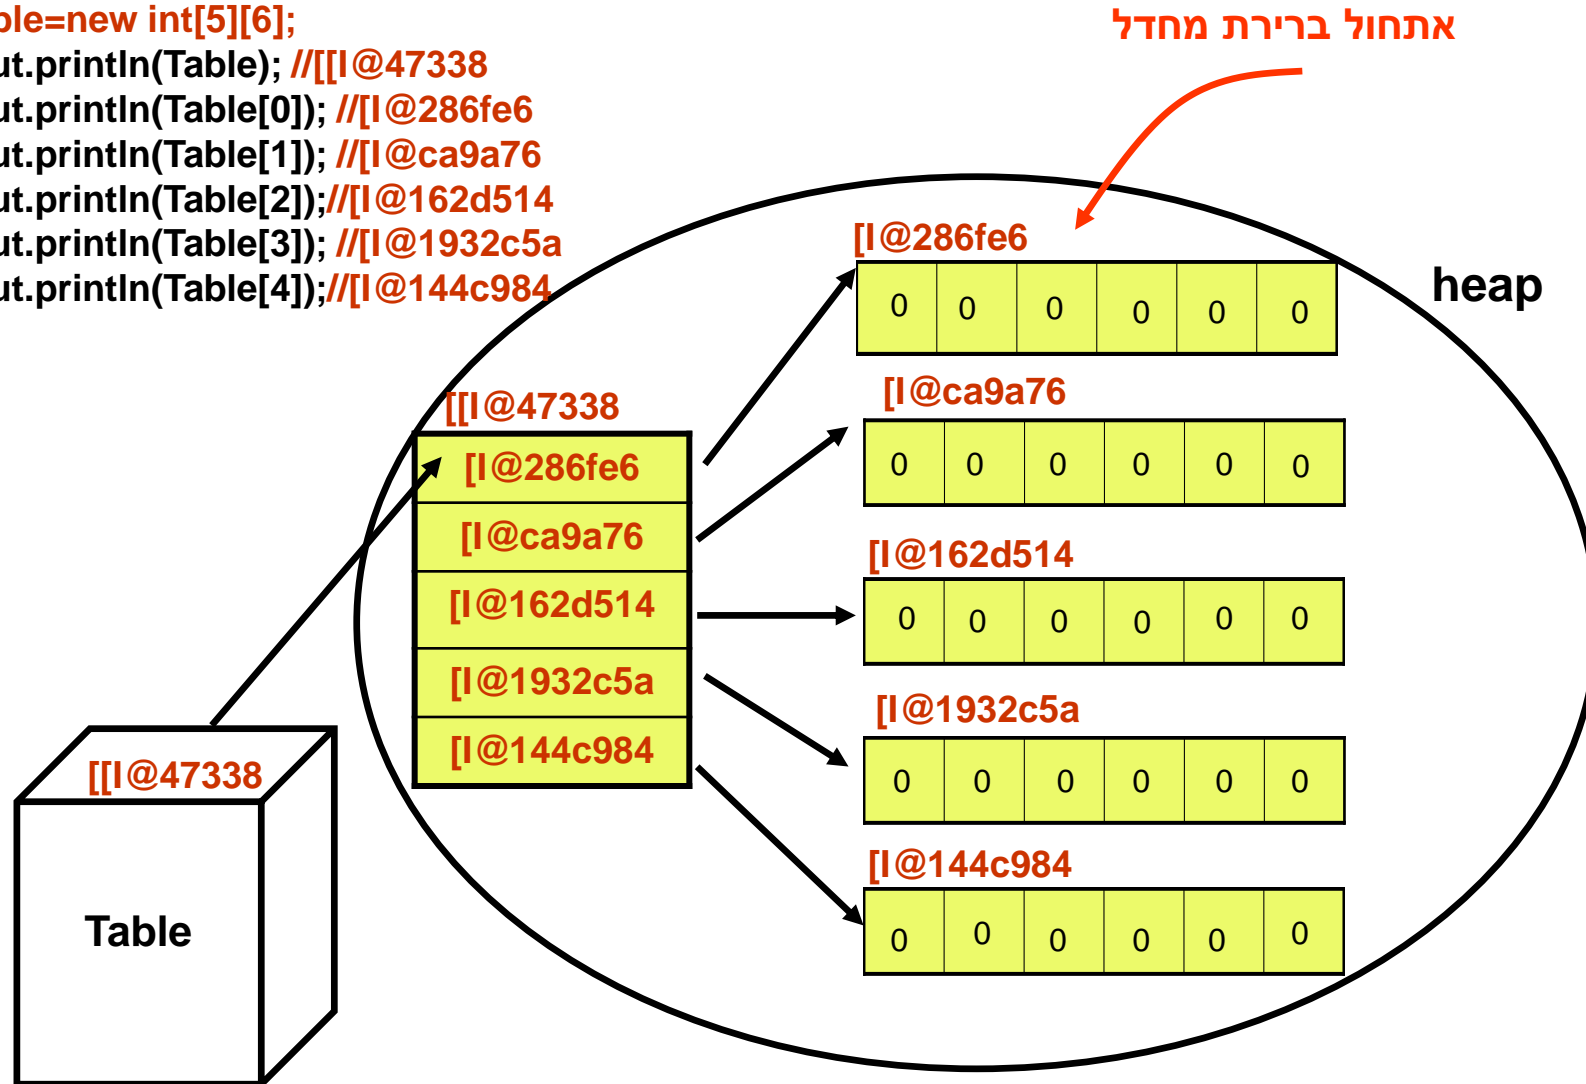 ble=new int[5][6];
ut.println(Table); //[[I@47338
ut.println(Table[0]); //[I@286fe6
ut.println(Table[1]); //[I@ca9a76
ut.println(Table[2]);//[I@162d514
ut.println(Table[3]); //[I@1932c5a
ut.println(Table[4]);//[I@144c984
אתחול ברירת מחדל
heap
[I@286fe6
0 0 0 0 0 0
[I@ca9a76
0 0 0 0 0 0
[I@162d514
0 0 0 0 0 0
[I@1932c5a
0 0 0 0 0 0
[I@144c984
0 0 0 0 0 0
[[I@47338
[I@286fe6
[I@ca9a76
[I@162d514
[I@1932c5a
[I@144c984
[[I@47338
Table